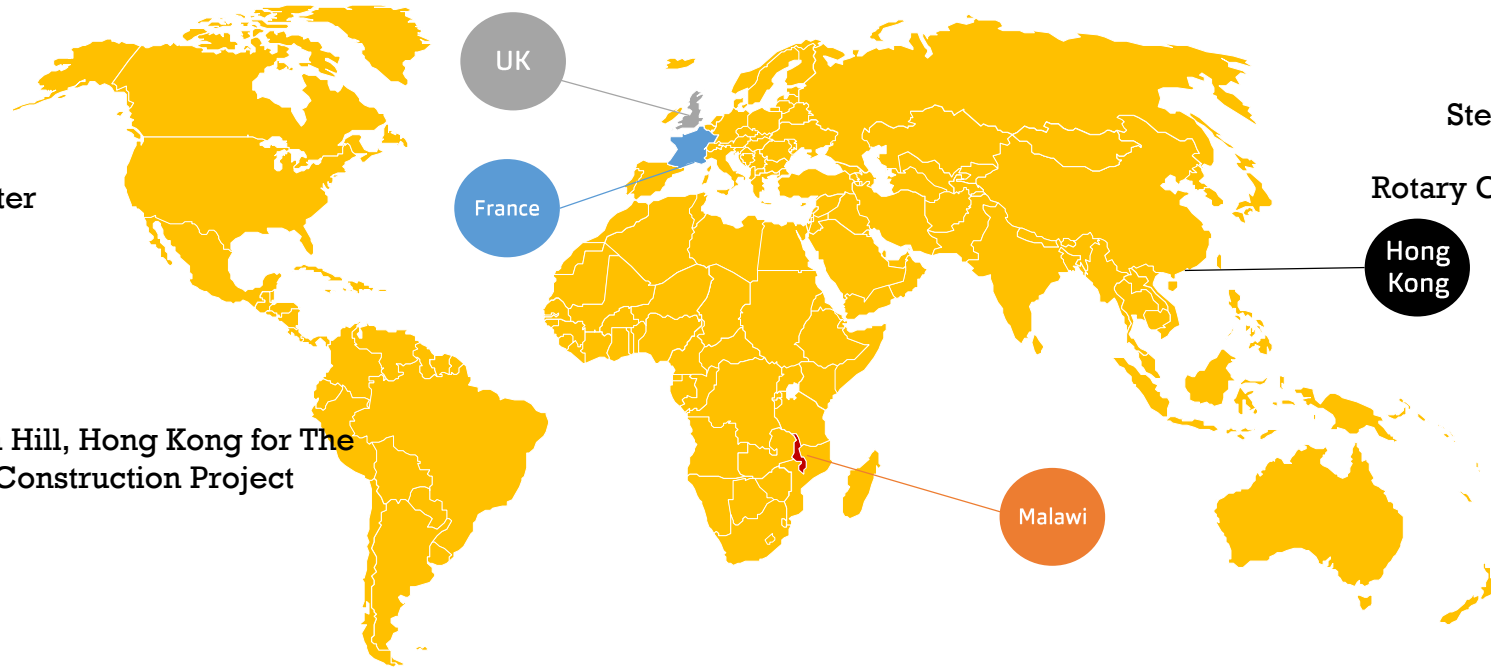 UK
Ste
ter
Rotary C
France
Hong
Kong
Hill, Hong Kong for The
Construction Project
Malawi